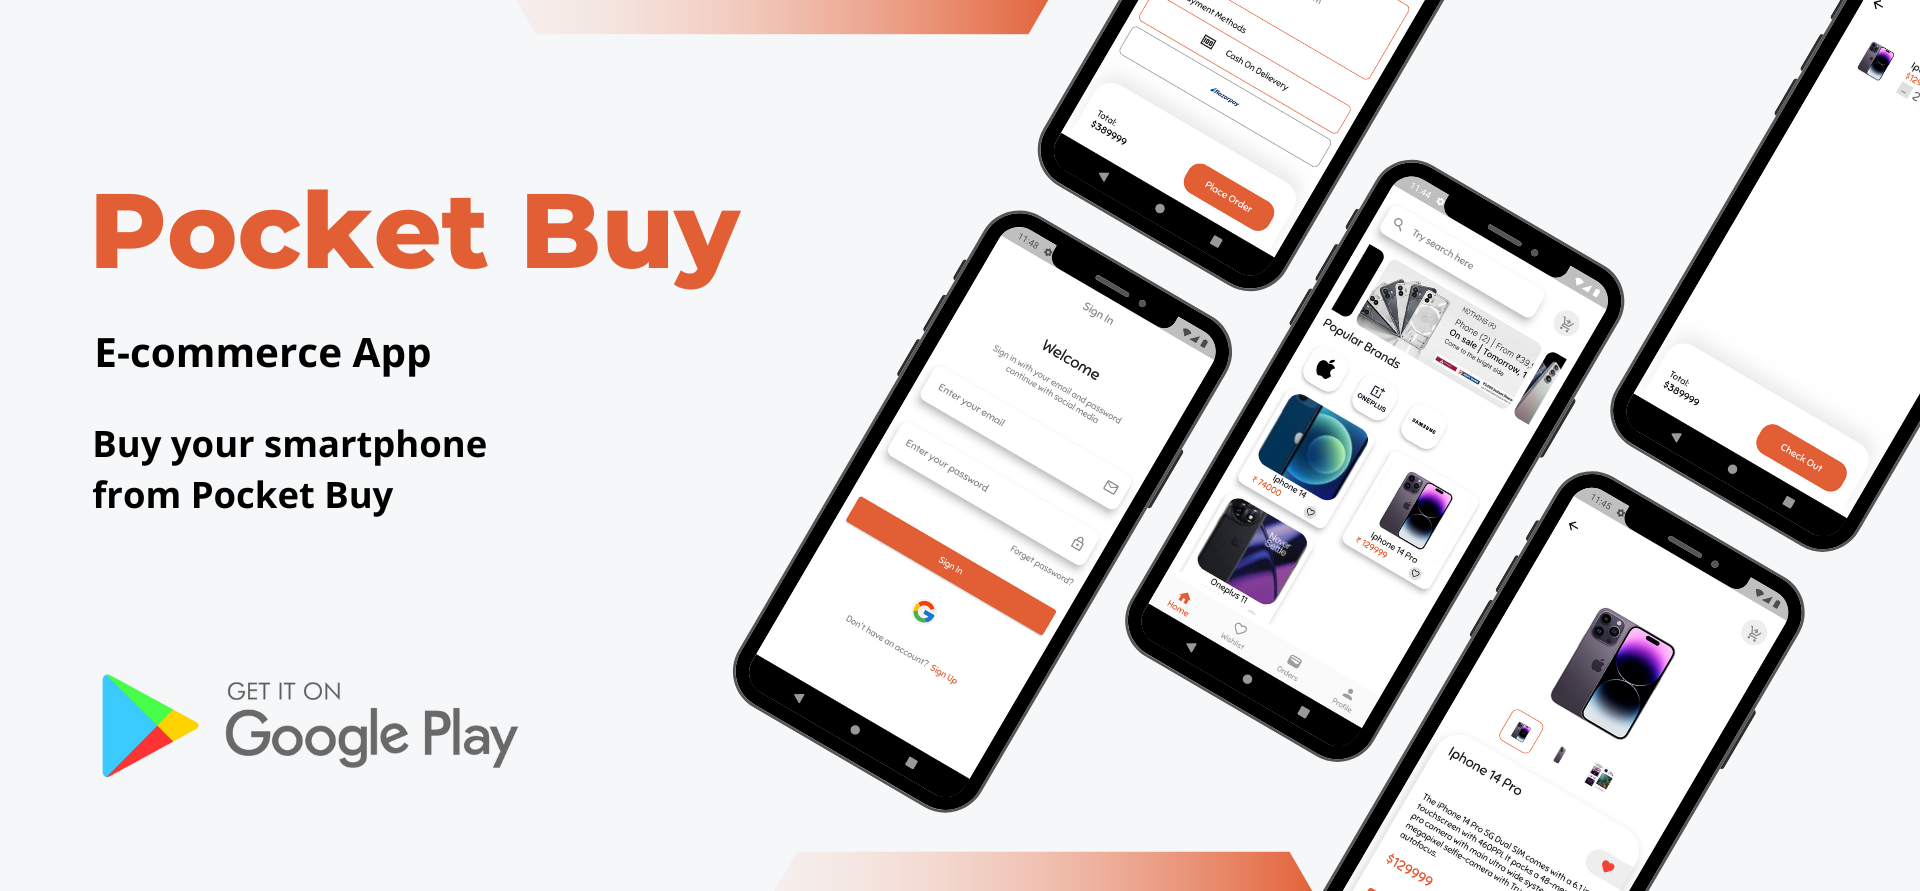 Pocket Buy
E-commerce App
Buy your smartphone
from Pocket Buy
GET IT ON
Google Play
11:48
Sign In
Welcome
Sign in with your email and password
continue with social media
Enter your email
Enter your password
Forget password?
Sign In
Don't have an account? Sign Up
Methods
Cash On Delievery
Razorpay
Total:
$389999
Place Order
11:44
Try search here
NOTHING (R)
Phone (2) | From ₹39,
On sale | Tomorrow, 1
Come to the bright side
Popular Brands
ONEPLUS
SAMSUNG
Iphone 14
₹ 74000
Iphone 14 Pro
₹ 129999
Never
Settle
Oneplus 11
Home
Wishlist
Orders
Profile
2
Total:
$389999
Check Out
11:45
Iphone 14 Pro
The iPhone 14 Pro 5G Dual SIM comes with a 6.1
touchscreen with 460PPI. It packs a 48-
pro camera with main ultra wide
megapixel selfie-camera with
autofocus.
$129999